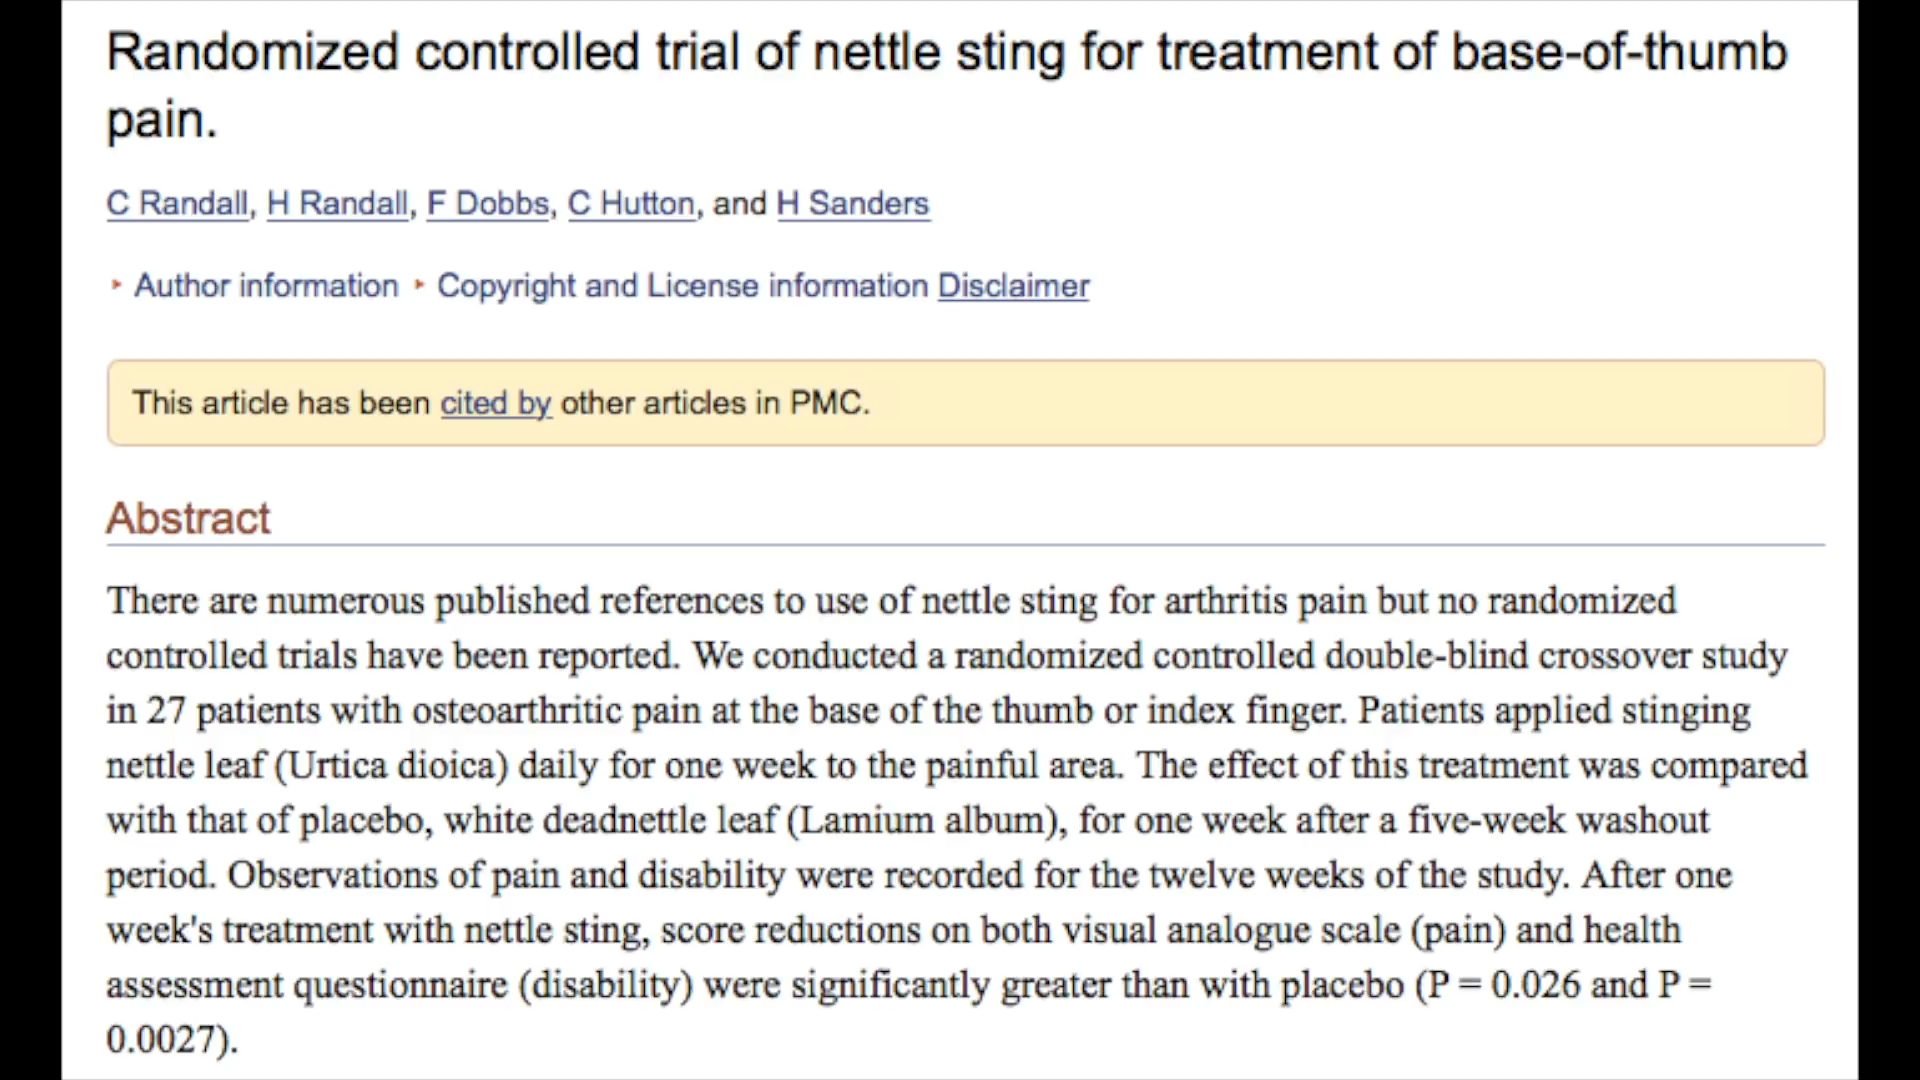 Randomized controlled trial of nettle sting for treatment of base-of-thumb
pain.
C Randall, H Randall, F Dobbs, C Hutton, and H Sanders
‣ Author information ‣ Copyright and License information Disclaimer
This article has been cited by other articles in PMC.
Abstract
There are numerous published references to use of nettle sting for arthritis pain but no randomized
controlled trials have been reported. We conducted a randomized controlled double-blind crossover study
in 27 patients with osteoarthritic pain at the base of the thumb or index finger. Patients applied stinging
nettle leaf (Urtica dioica) daily for one week to the painful area. The effect of this treatment was compared
with that of placebo, white deadnettle leaf (Lamium album), for one week after a five-week washout
period. Observations of pain and disability were recorded for the twelve weeks of the study. After one
week's treatment with nettle sting, score reductions on both visual analogue scale (pain) and health
assessment questionnaire (disability) were significantly greater than with placebo (P = 0.026 and P =
0.0027).